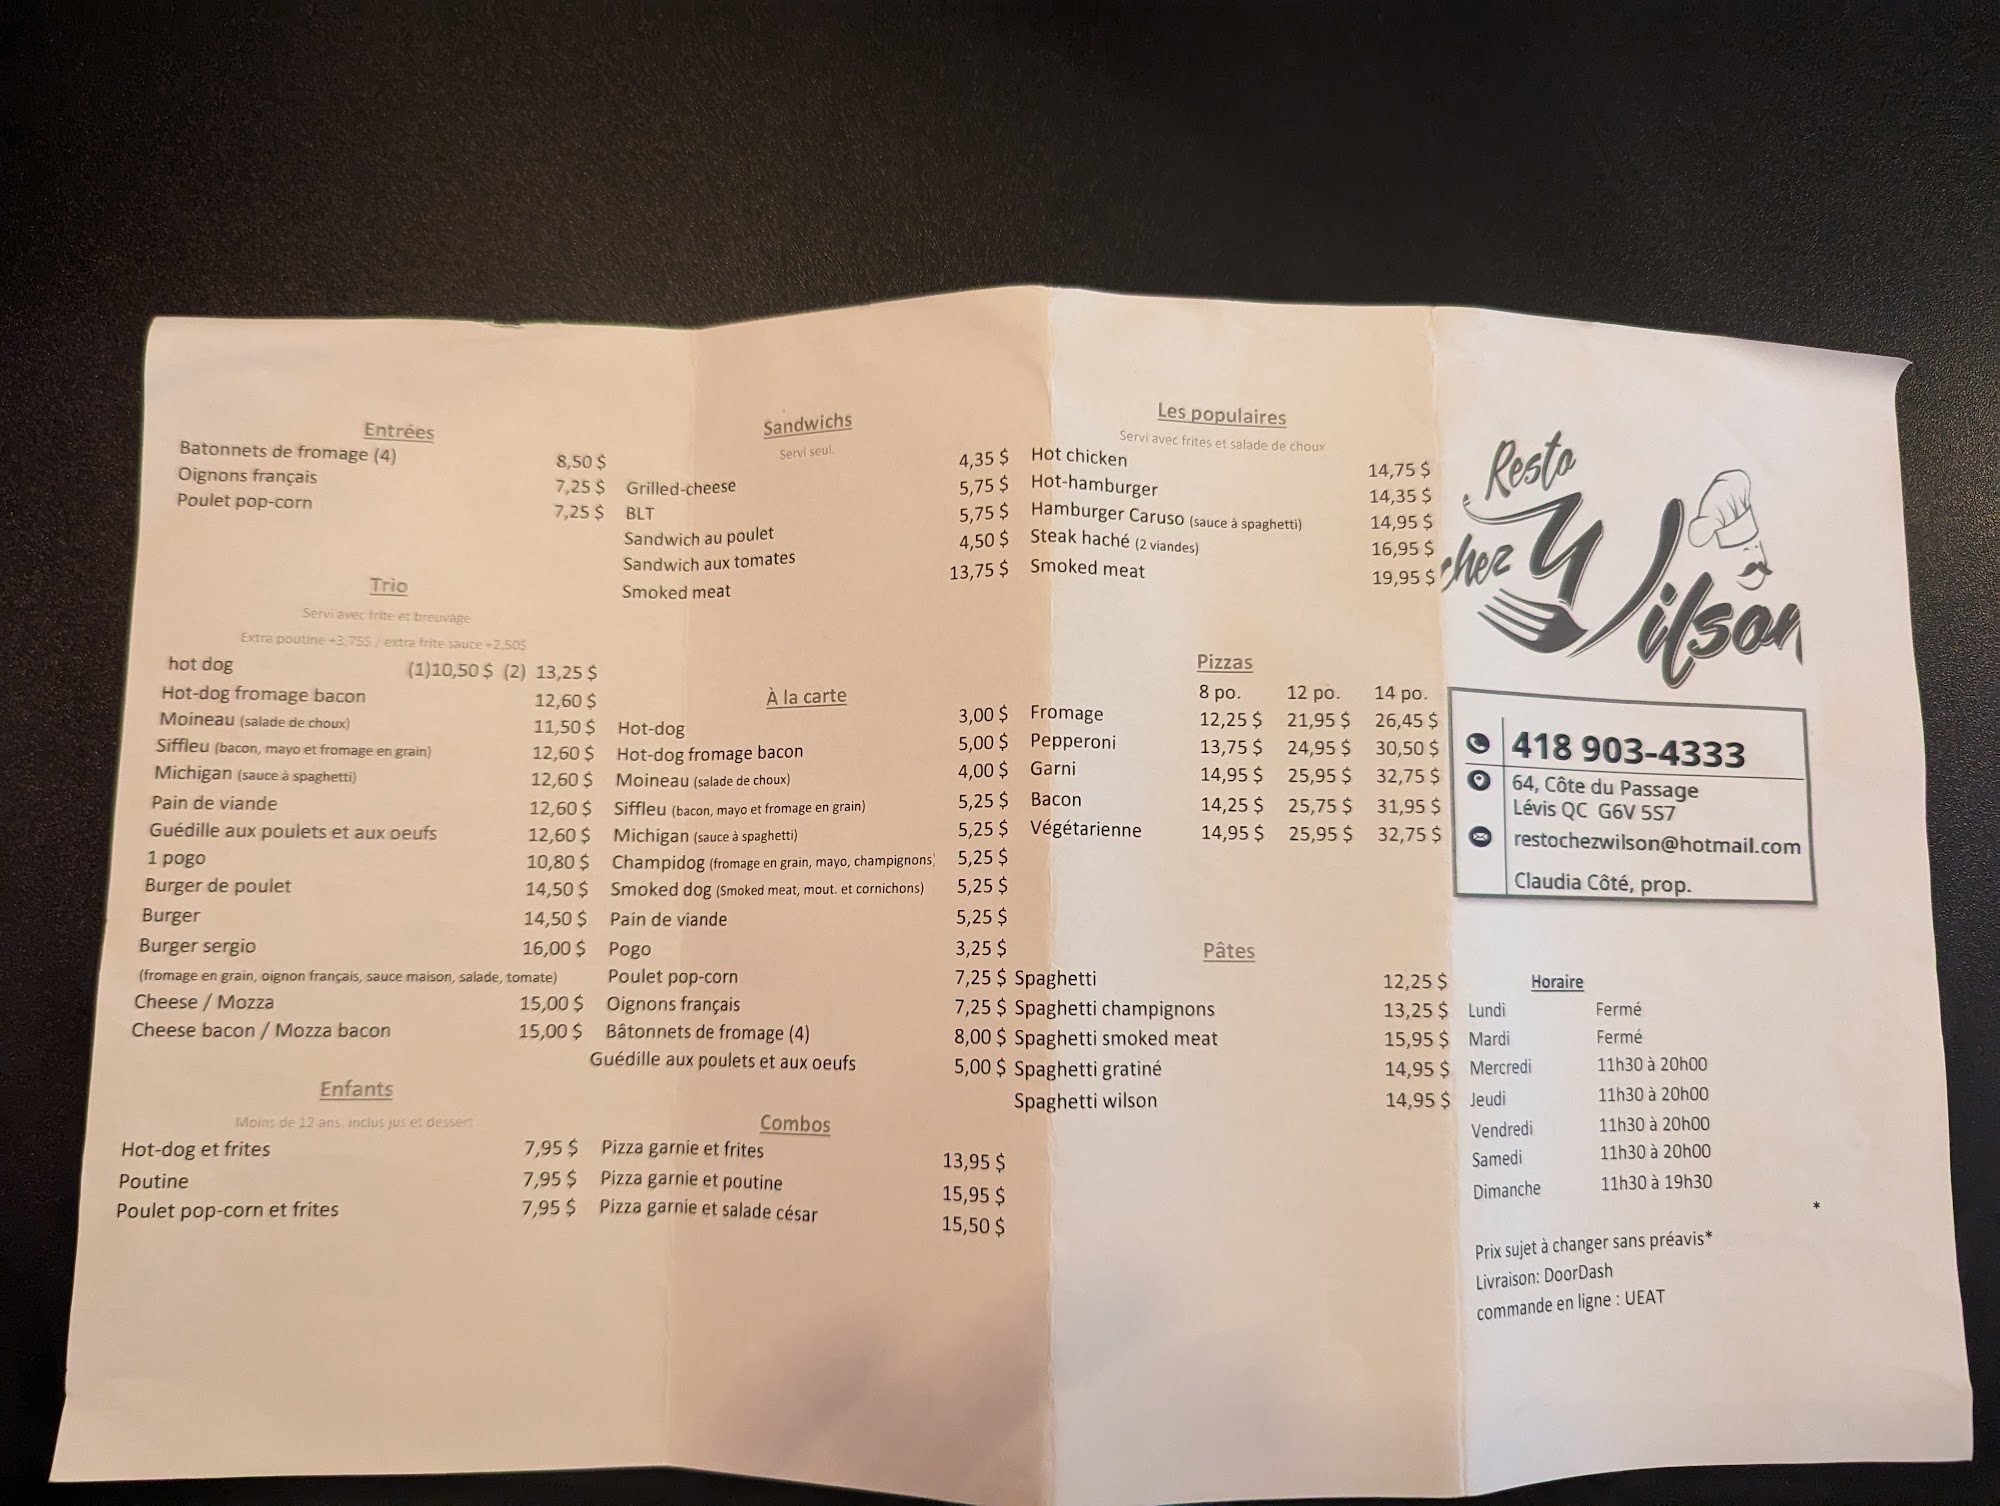 Entrées
Batonnets de fromage (4) 8,50 $
Oignons français 7,25 $
Poulet pop-corn 7,25 $
Trio
Servi avec frite et breuvage
Extra poutine +3,75$ / extra frite sauce +2,50$
hot dog (1)10,50 $ (2) 13,25 $
Hot-dog fromage bacon 12,60 $
Moineau (salade de choux) 11,50 $
Siffleu (bacon, mayo et fromage en grain) 12,60 $
Michigan (sauce à spaghetti) 12,60 $
Pain de viande 12,60 $
Guédille aux poulets et aux oeufs 12,60 $
1 pogo 10,80 $
Burger de poulet 14,50 $
Burger 14,50 $
Burger sergio 16,00 $
(fromage en grain, oignon français, sauce maison, salade, tomate)
Cheese / Mozza 15,00 $
Cheese bacon / Mozza bacon 15,00 $
Enfants
Moins de 12 ans, inclus jus et dessert
Hot-dog et frites 7,95 $
Poutine 7,95 $
Poulet pop-corn et frites 7,95 $
Sandwichs
Servi seul.
Grilled-cheese 4,35 $
BLT 5,75 $
Sandwich au poulet 5,75 $
Sandwich aux tomates 4,50 $
Smoked meat 13,75 $
À la carte
Hot-dog 3,00 $
Hot-dog fromage bacon 5,00 $
Moineau (salade de choux) 4,00 $
Siffleu (bacon, mayo et fromage en grain) 5,25 $
Michigan (sauce à spaghetti) 5,25 $
Champidog (fromage en grain, mayo, champignons) 5,25 $
Smoked dog (Smoked meat, mout. et cornichons) 5,25 $
Pain de viande 5,25 $
Pogo 3,25 $
Poulet pop-corn 7,25 $
Oignons français 7,25 $
Bâtonnets de fromage (4) 8,00 $
Guédille aux poulets et aux oeufs 5,00 $
Combos
Pizza garnie et frites 13,95 $
Pizza garnie et poutine 15,95 $
Pizza garnie et salade césar 15,50 $
Les populaires
Servi avec frites et salade de choux
Hot chicken 14,75 $
Hot-hamburger 14,35 $
Hamburger Caruso (sauce à spaghetti) 14,95 $
Steak haché (2 viandes) 16,95 $
Smoked meat 19,95 $
Pizzas
8 po. 12 po. 14 po.
Fromage 12,25 $ 21,95 $ 26,45 $
Pepperoni 13,75 $ 24,95 $ 30,50 $
Garni 14,95 $ 25,95 $ 32,75 $
Bacon 14,25 $ 25,75 $ 31,95 $
Végétarienne 14,95 $ 25,95 $ 32,75 $
Pâtes
Spaghetti 12,25 $
Spaghetti champignons 13,25 $
Spaghetti smoked meat 15,95 $
Spaghetti gratiné 14,95 $
Spaghetti wilson 14,95 $
Resto
chez Wilson
418 903-4333
64, Côte du Passage
Lévis QC G6V 5S7
restochezwilson@hotmail.com
Claudia Côté, prop.
Horaire
Lundi Fermé
Mardi Fermé
Mercredi 11h30 à 20h00
Jeudi 11h30 à 20h00
Vendredi 11h30 à 20h00
Samedi 11h30 à 20h00
Dimanche 11h30 à 19h30
*
Prix sujet à changer sans préavis*
Livraison: DoorDash
commande en ligne : UEAT